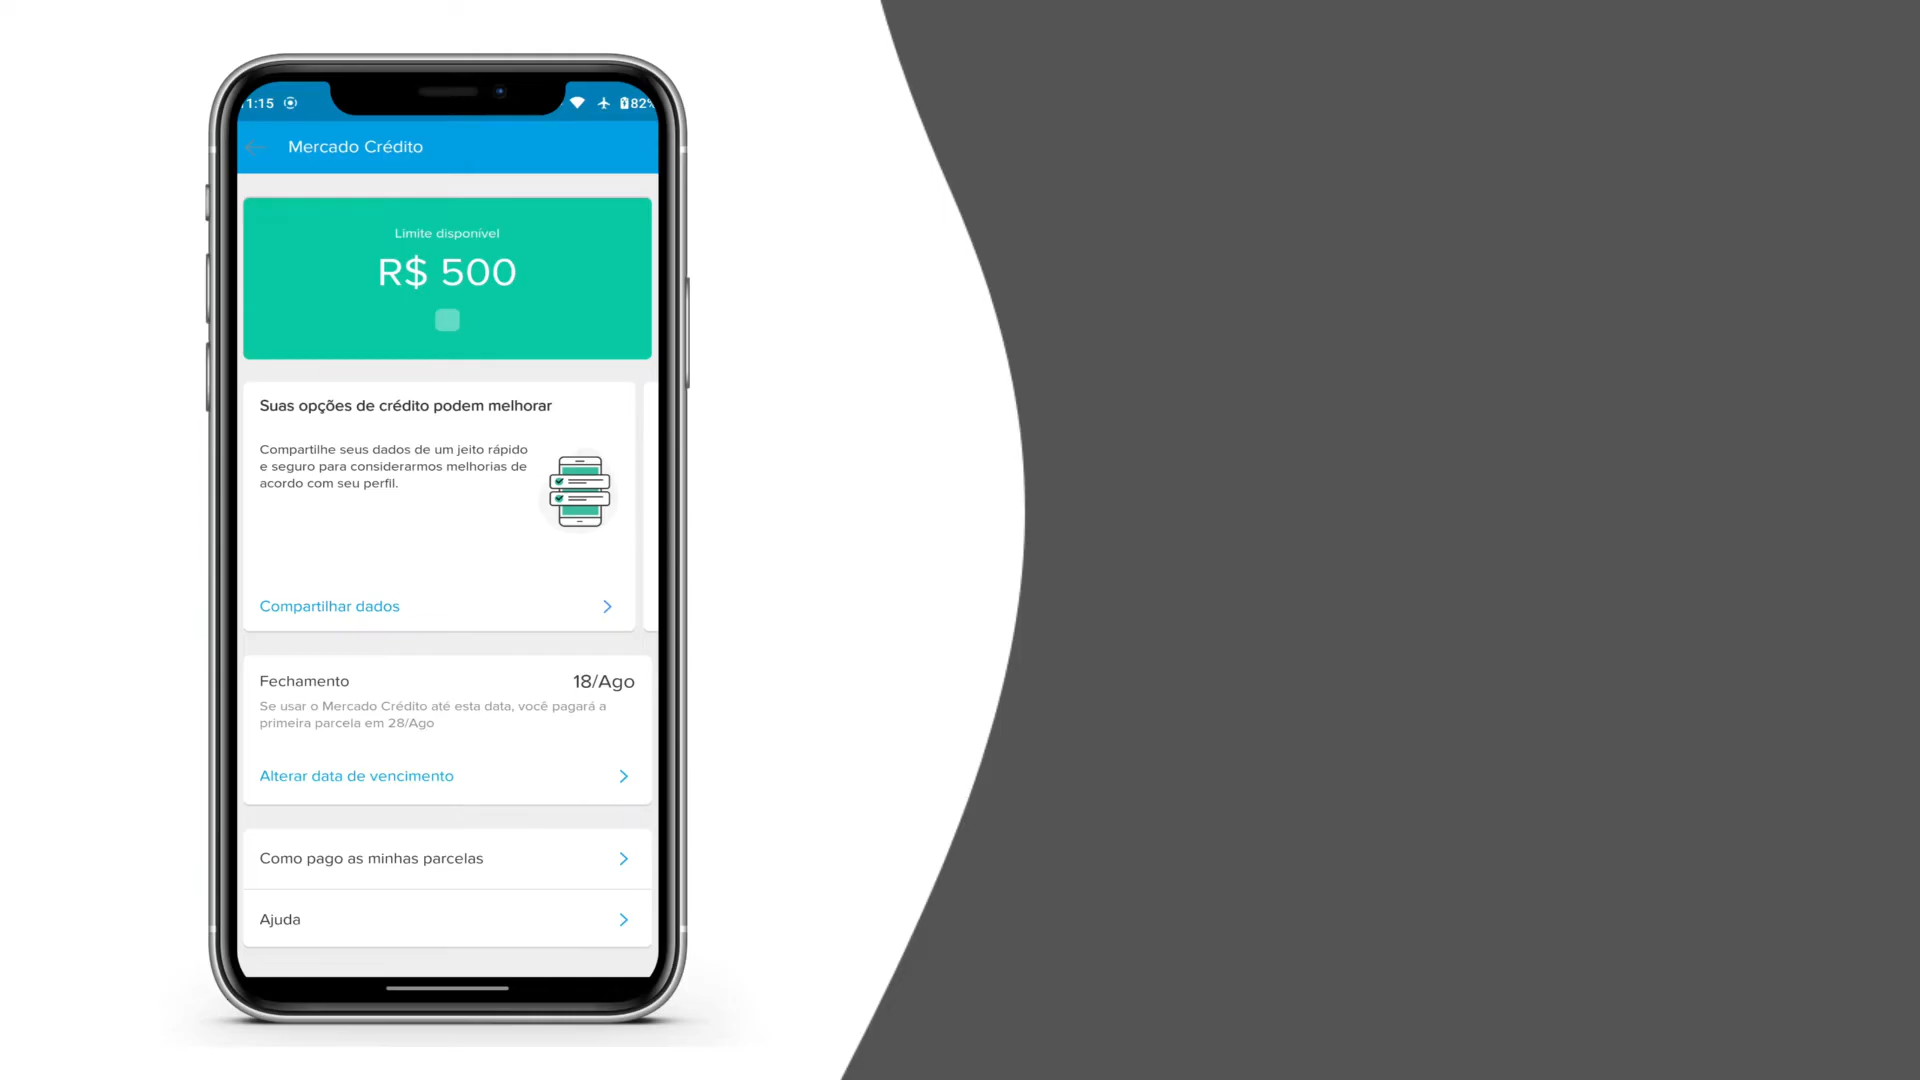 1:15
82%
Mercado Crédito
Limite disponível
R$ 500
Suas opções de crédito podem melhorar
Compartilhe seus dados de um jeito rápido
e seguro para considerarmos melhorias de
acordo com seu perfil.
Compartilhar dados
Fechamento
18/Ago
Se usar o Mercado Crédito até esta data, você pagará a
primeira parcela em 28/Ago
Alterar data de vencimento
Como pago as minhas parcelas
Ajuda